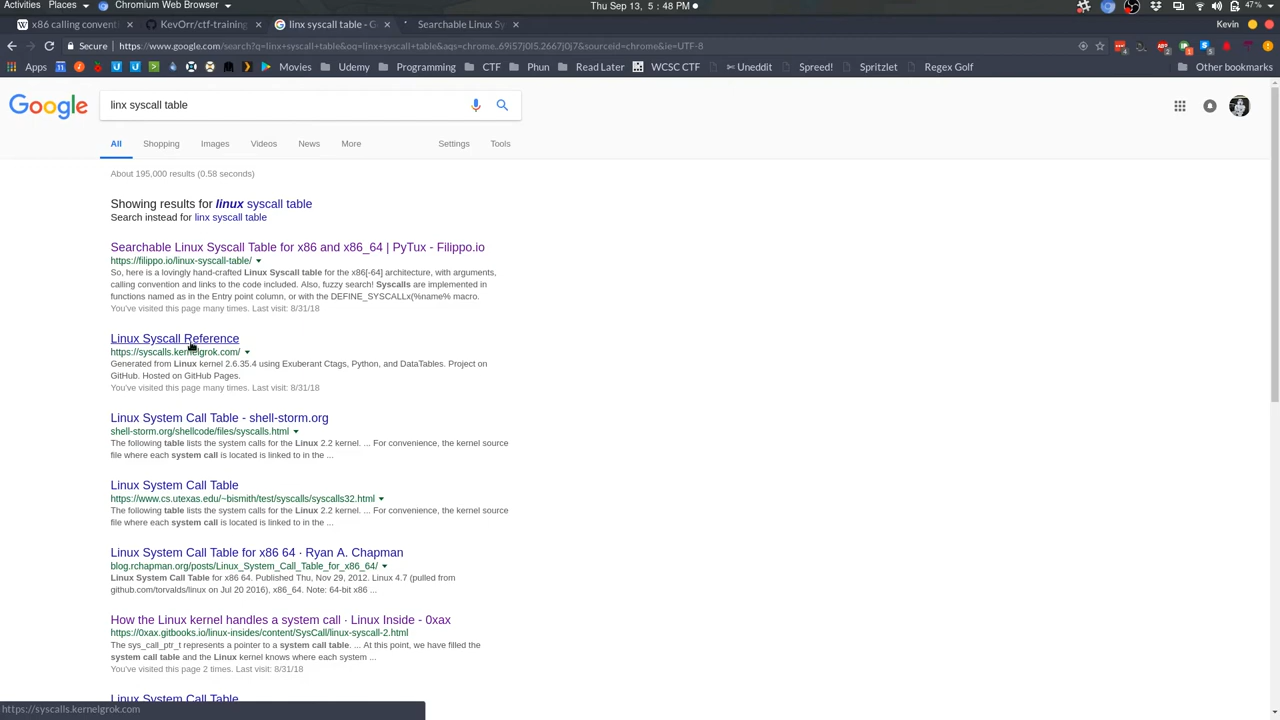 Activities Places Google Chrome Browser Thu Sep 13, 5:48 PM 47%
x86 calling convent KevOrr/ctf-training linx syscall table - G Searchable Linux Sy Kevin
Secure https://www.google.com/search?q=linx+syscall+table&oq=linx+syscall+table&aqs=chrome..69i57j0l5.2667j0j7&sourceid=chrome&ie=UTF-8
Apps Movies Udemy Programming CTF Phun Read Later WCSC CTF Uneddit Spreed! Spritzlet Regex Golf Other bookmarks
Google linx syscall table
All Shopping Images Videos News More Settings Tools
About 195,000 results (0.58 seconds)
Showing results for linux syscall table
Search instead for linx syscall table
Searchable Linux Syscall Table for x86 and x86_64 | PyTux - Filippo.io
https://filippo.io/linux-syscall-table/
So, here is a lovingly hand-crafted Linux Syscall table for the x86[-64] architecture, with arguments,
calling convention and links to the code included. Also, fuzzy search! Syscalls are implemented in
functions named as in the Entry point column, or with the DEFINE_SYSCALLx(%name% macro.
You've visited this page many times. Last visit: 8/31/18
Linux Syscall Reference
https://syscalls.kernelgrok.com/
Generated from Linux kernel 2.6.35.4 using Exuberant Ctags, Python, and DataTables. Project on
GitHub. Hosted on GitHub Pages.
You've visited this page many times. Last visit: 8/31/18
Linux System Call Table - shell-storm.org
shell-storm.org/shellcode/files/syscalls.html
The following table lists the system calls for the Linux 2.2 kernel. ... For convenience, the kernel source
file where each system call is located is linked to in the ...
Linux System Call Table
https://www.cs.utexas.edu/~bismith/test/syscalls/syscalls32.html
The following table lists the system calls for the Linux 2.2 kernel. ... For convenience, the kernel source
file where each system call is located is linked to in the ...
Linux System Call Table for x86 64 · Ryan A. Chapman
blog.rchapman.org/posts/Linux_System_Call_Table_for_x86_64/
Linux System Call Table for x86 64. Published Thu, Nov 29, 2012. Linux 4.7 (pulled from
github.com/torvalds/linux on Jul 20 2016), x86_64. Note: 64-bit x86 ...
How the Linux kernel handles a system call · Linux Inside - 0xax
https://0xax.gitbooks.io/linux-insides/content/SysCall/linux-syscall-2.html
The sys_call_ptr_t represents a pointer to a system call table. ... At this point, we have filled the
system call table and the Linux kernel knows where each system ...
You've visited this page 2 times. Last visit: 8/31/18
Linux System Call Table
https://syscalls.kernelgrok.com